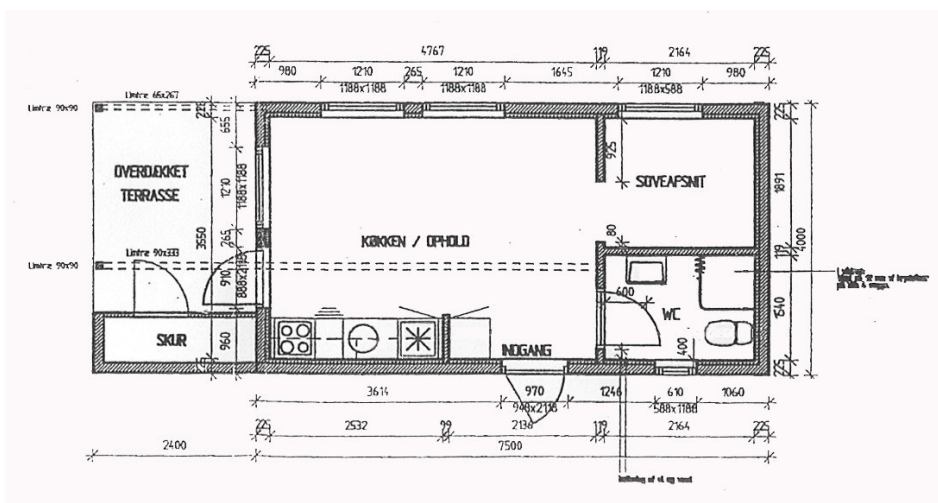 225 4767 119 2164 225
980 1210 265 1210 1645 1210 980
1188x1188 1188x1188 1188x588
Limtræ 90x90
Limtræ 65x267
225
655
225
925
OVERDÆKKET
TERRASSE
1210
1188x1188
SOVEAFSNIT
1891
3550
265
80
KØKKEN / OPHOLD
119
4000
Limtræ 90x90
Limtræ 90x333
910
888x2118
600
WC
1540
SKUR
960
INDGANG
400
225
3614 970 1246 610 1060
948x2118 588x1188
225 2532 99 2136 119 2164 225
2400 7500